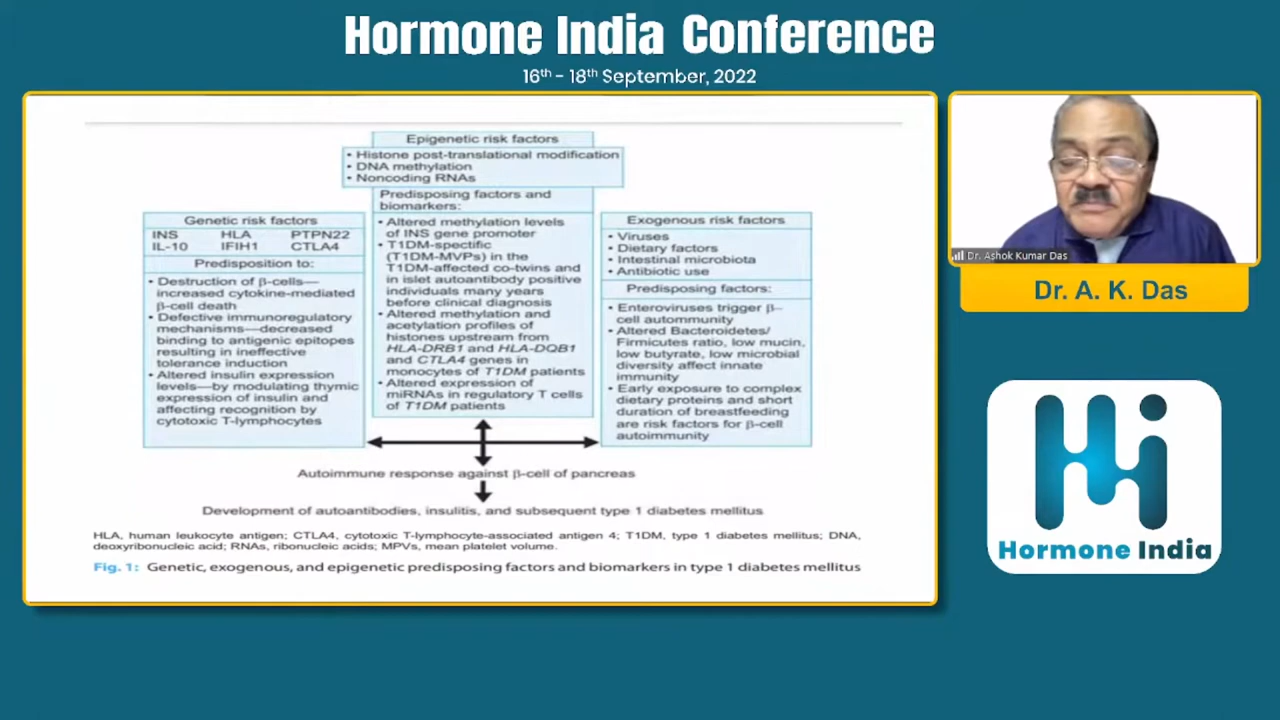 Hormone India Conference
16th - 18th September, 2022
Epigenetic risk factors
• Histone post-translational modification
• DNA methylation
• Noncoding RNAs
Predisposing factors and
biomarkers:
• Altered methylation levels
of INS gene promoter
• T1DM-spectific
(T1DM-MVPs) in the
T1DM-affected co-twins and
in islet autoantibody positive
individuals many years
before clinical diagnosis
• Altered methylation and
acetylation profiles of
histones upstream from
HLA-DRB1 and HLA-DQB1
and CTLA4 genes in
monocytes of T1DM patients
• Altered expression of
miRNAs in regulatory T cells
of T1DM patients
Genetic risk factors
INS HLA PTPN22
IL-10 IFIH1 CTLA4
Predisposition to:
• Destruction of β-cells—
increased cytokine-mediated
β-cell death
• Defective immunoregulatory
mechanisms—decreased
binding to antigenic epitopes
resulting in ineffective
tolerance induction
• Altered insulin expression
levels—by modulating thymic
expression of insulin and
affecting recognition by
cytotoxic T-lymphocytes
Exogenous risk factors
• Viruses
• Dietary factors
• Intestinal microbiota
• Antibiotic use
Predisposing factors:
• Enteroviruses trigger β–
cell autommunity
• Altered Bacteroidetes/
Firmicutes ratio, low mucin,
low butyrate, low microbial
diversity affect innate
immunity
• Early exposure to complex
dietary proteins and short
duration of breastfeeding
are risk factors for β-cell
autoimmunity
Autoimmune response against β-cell of pancreas
Development of autoantibodies, insulitis, and subsequent type 1 diabetes mellitus
HLA, human leukocyte antigen; CTLA4, cytotoxic T-lymphocyte-associated antigen 4; T1DM, type 1 diabetes mellitus; DNA,
deoxyribonucleic acid; RNAs, ribonucleic acids; MPVs, mean platelet volume.
Fig. 1: Genetic, exogenous, and epigenetic predisposing factors and biomarkers in type 1 diabetes mellitus
Dr. Ashok Kumar Das
Dr. A. K. Das
Hi
Hormone India